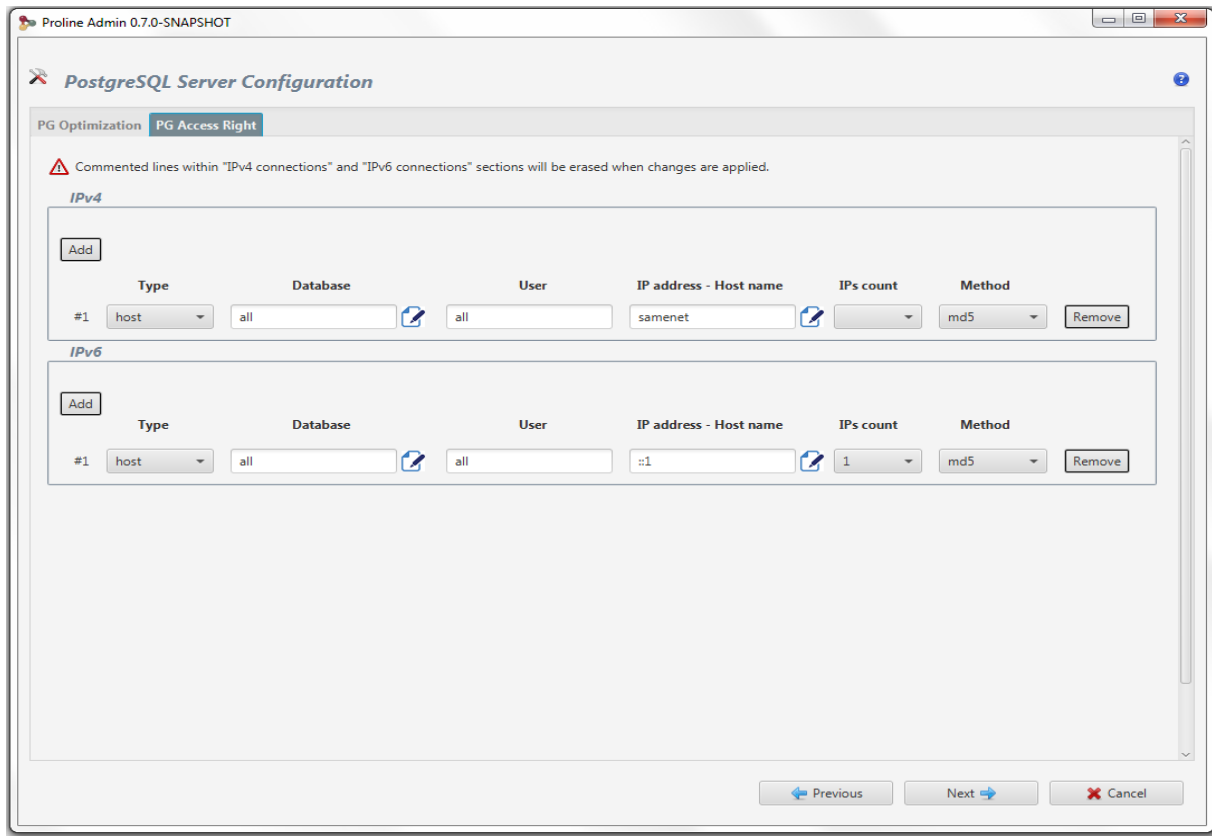 Proline Admin 0.7.0-SNAPSHOT
PostgreSQL Server Configuration
PG Optimization PG Access Right
Commented lines within "IPv4 connections" and "IPv6 connections" sections will be erased when changes are applied.
IPv4
Add
Type Database User IP address - Host name IPs count Method
#1 host all all samenet md5 Remove
IPv6
Add
Type Database User IP address - Host name IPs count Method
#1 host all all ::1 1 md5 Remove
Previous Next Cancel